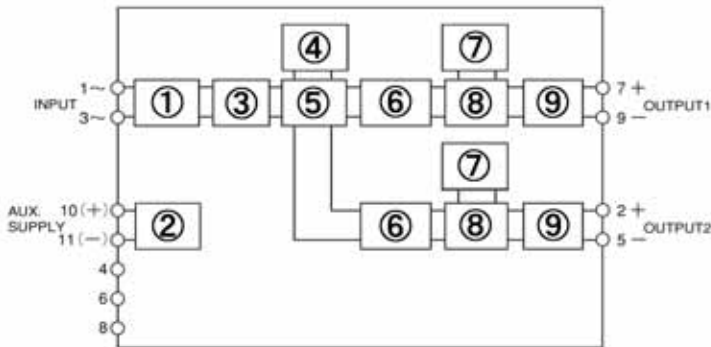 ④ ⑦
1∼ ① ③ ⑤ ⑥ ⑧ ⑨ 7 +
INPUT OUTPUT1
3∼ 9 −
⑦
AUX. 10 (+) ② ⑥ ⑧ ⑨ 2 +
SUPPLY OUTPUT2
11 (−) 5 −
4
6
8